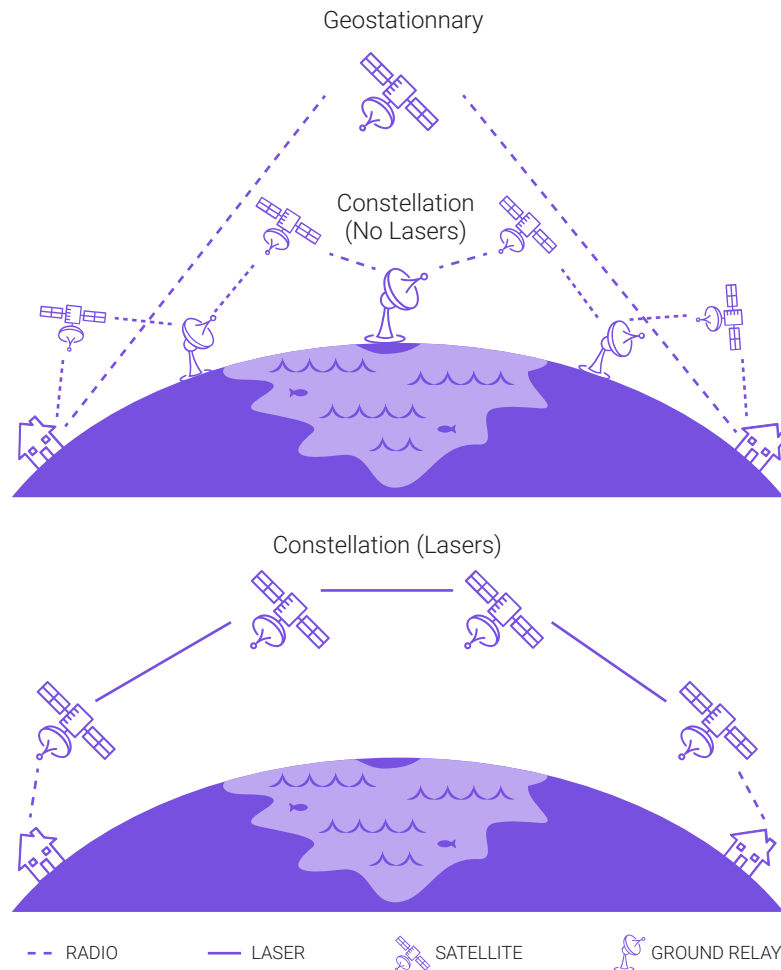 Geostationnary
Constellation
(No Lasers)
Constellation (Lasers)
RADIO
LASER
SATELLITE
GROUND RELAY